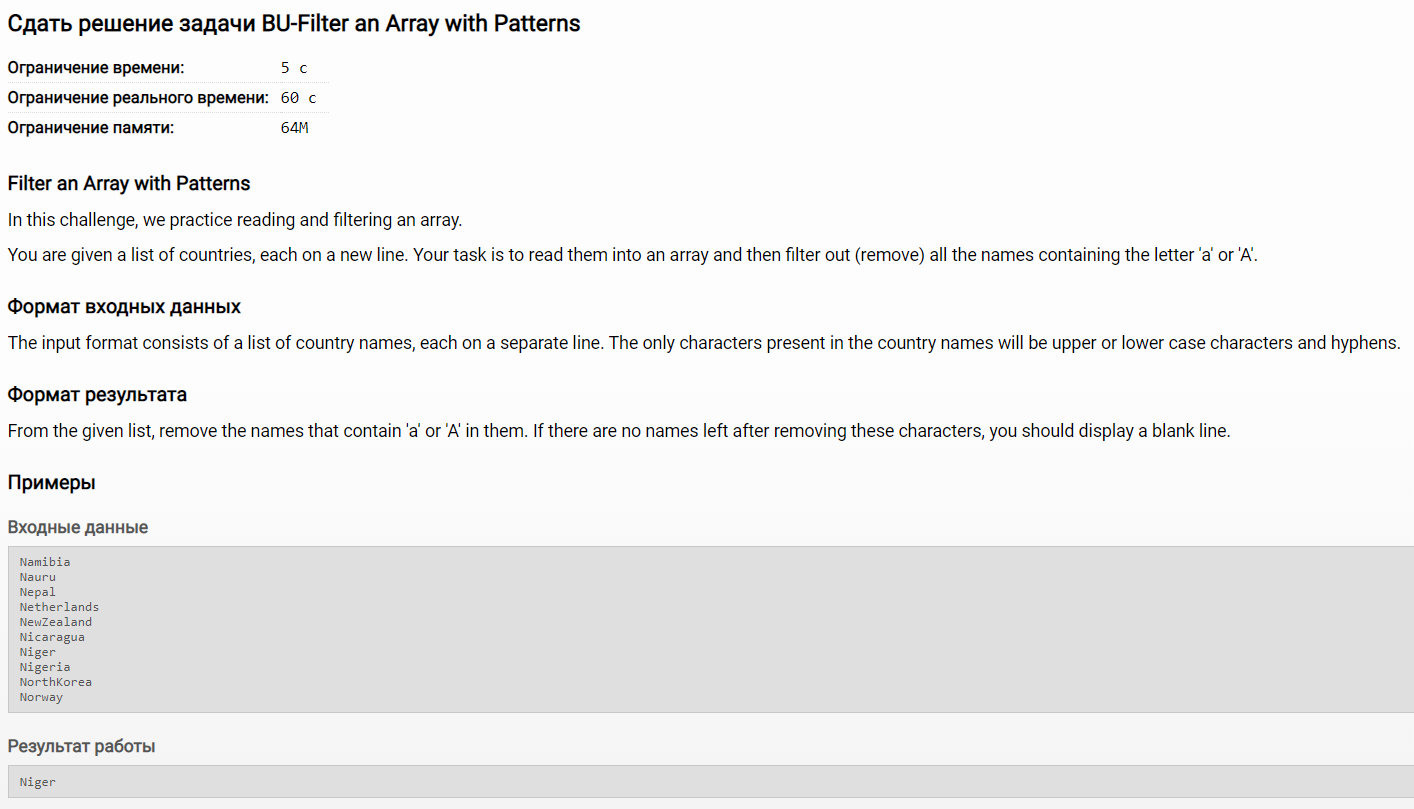 Сдать решение задачи BU-Filter an Array with Patterns
Ограничение времени: 5 с
Ограничение реального времени: 60 с
Ограничение памяти: 64M
Filter an Array with Patterns
In this challenge, we practice reading and filtering an array.
You are given a list of countries, each on a new line. Your task is to read them into an array and then filter out (remove) all the names containing the letter 'a' or 'A'.
Формат входных данных
The input format consists of a list of country names, each on a separate line. The only characters present in the country names will be upper or lower case characters and hyphens.
Формат результата
From the given list, remove the names that contain 'a' or 'A' in them. If there are no names left after removing these characters, you should display a blank line.
Примеры
Входные данные
Namibia
Nauru
Nepal
Netherlands
NewZealand
Nicaragua
Niger
Nigeria
NorthKorea
Norway
Результат работы
Niger